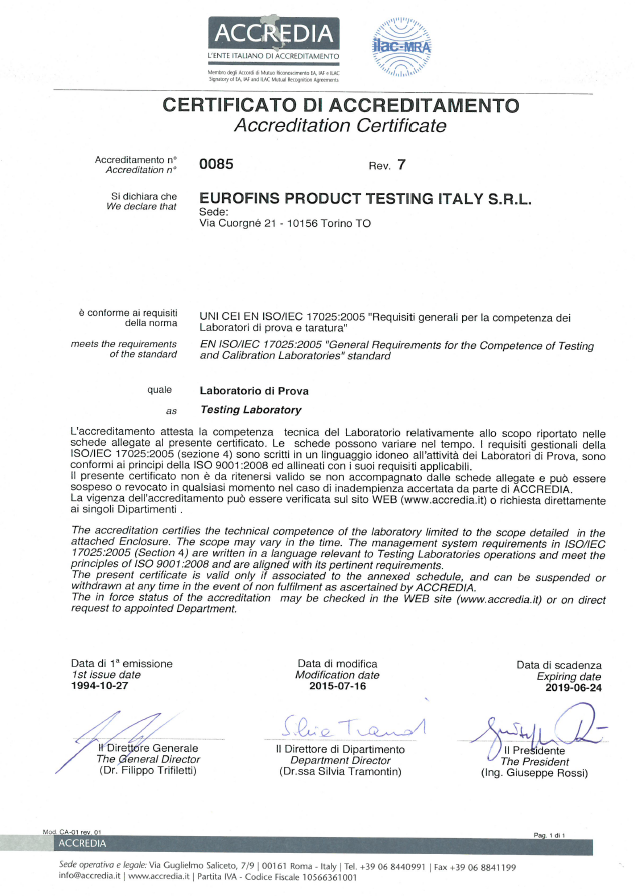 ACCREDIA
L'ENTE ITALIANO DI ACCREDITAMENTO
Membro degli Accordi di Mutuo Riconoscimento EA, IAF e ILAC
Signatory of EA, IAF and ILAC Mutual Recognition Agreements
ilac-MRA
CERTIFICATO DI ACCREDITAMENTO
Accreditation Certificate
Accreditamento n°
Accreditation n°
0085
Rev. 7
Si dichiara che
We declare that
EUROFINS PRODUCT TESTING ITALY S.R.L.
Sede:
Via Cuorgné 21 - 10156 Torino TO
è conforme ai requisiti
della norma
UNI CEI EN ISO/IEC 17025:2005 "Requisiti generali per la competenza dei
Laboratori di prova e taratura"
meets the requirements
of the standard
EN ISO/IEC 17025:2005 "General Requirements for the Competence of Testing
and Calibration Laboratories" standard
quale
Laboratorio di Prova
as
Testing Laboratory
L'accreditamento attesta la competenza tecnica del Laboratorio relativamente allo scopo riportato nelle
schede allegate al presente certificato. Le schede possono variare nel tempo. I requisiti gestionali della
ISO/IEC 17025:2005 (sezione 4) sono scritti in un linguaggio idoneo all'attività dei Laboratori di Prova, sono
conformi ai principi della ISO 9001:2008 ed allineati con i suoi requisiti applicabili.
Il presente certificato non è da ritenersi valido se non accompagnato dalle schede allegate e può essere
sospeso o revocato in qualsiasi momento nel caso di inadempienza accertata da parte di ACCREDIA.
La vigenza dell'accreditamento può essere verificata sul sito WEB (www.accredia.it) o richiesta direttamente
ai singoli Dipartimenti .
The accreditation certifies the technical competence of the laboratory limited to the scope detailed in the
attached Enclosure. The scope may vary in the time. The management system requirements in ISO/IEC
17025:2005 (Section 4) are written in a language relevant to Testing Laboratories operations and meet the
principles of ISO 9001:2008 and are aligned with its pertinent requirements.
The present certificate is valid only if associated to the annexed schedule, and can be suspended or
withdrawn at any time in the event of non fulfilment as ascertained by ACCREDIA.
The in force status of the accreditation may be checked in the WEB site (www.accredia.it) or on direct
request to appointed Department.
Data di 1ª emissione
1st issue date
1994-10-27
Data di modifica
Modification date
2015-07-16
Data di scadenza
Expiring date
2019-06-24
Il Direttore Generale
The General Director
(Dr. Filippo Trifiletti)
Il Direttore di Dipartimento
Department Director
(Dr.ssa Silvia Tramontin)
Il Presidente
The President
(Ing. Giuseppe Rossi)
Mod. CA-01 rev. 01
Pag. 1 di 1
ACCREDIA
Sede operativa e legale: Via Guglielmo Saliceto, 7/9 | 00161 Roma - Italy | Tel. +39 06 8440991 | Fax +39 06 8841199
info@accredia.it | www.accredia.it | Partita IVA - Codice Fiscale 10566361001